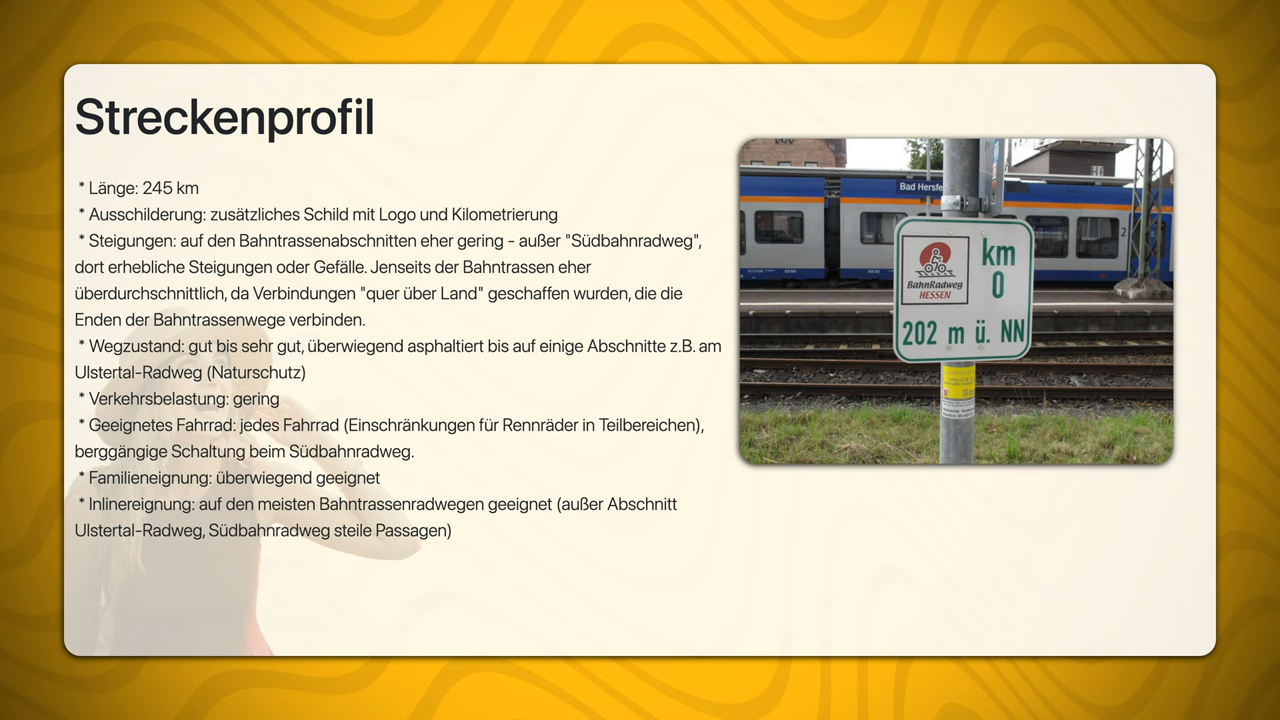 Streckenprofil
* Länge: 245 km
* Ausschilderung: zusätzliches Schild mit Logo und Kilometrierung
* Steigungen: auf den Bahntrassenabschnitten eher gering - außer "Südbahnradweg",
dort erhebliche Steigungen oder Gefälle. Jenseits der Bahntrassen eher
überdurchschnittlich, da Verbindungen "quer über Land" geschaffen wurden, die die
Enden der Bahntrassenwege verbinden.
* Wegzustand: gut bis sehr gut, überwiegend asphaltiert bis auf einige Abschnitte z.B. am
Ulstertal-Radweg (Naturschutz)
* Verkehrsbelastung: gering
* Geeignetes Fahrrad: jedes Fahrrad (Einschränkungen für Rennräder in Teilbereichen),
berggängige Schaltung beim Südbahnradweg.
* Familieneignung: überwiegend geeignet
* Inlinereignung: auf den meisten Bahntrassenradwegen geeignet (außer Abschnitt
Ulstertal-Radweg, Südbahnradweg steile Passagen)
Bad Hersfe
2
BahnRadweg
HESSEN
km
0
202 m ü. NN